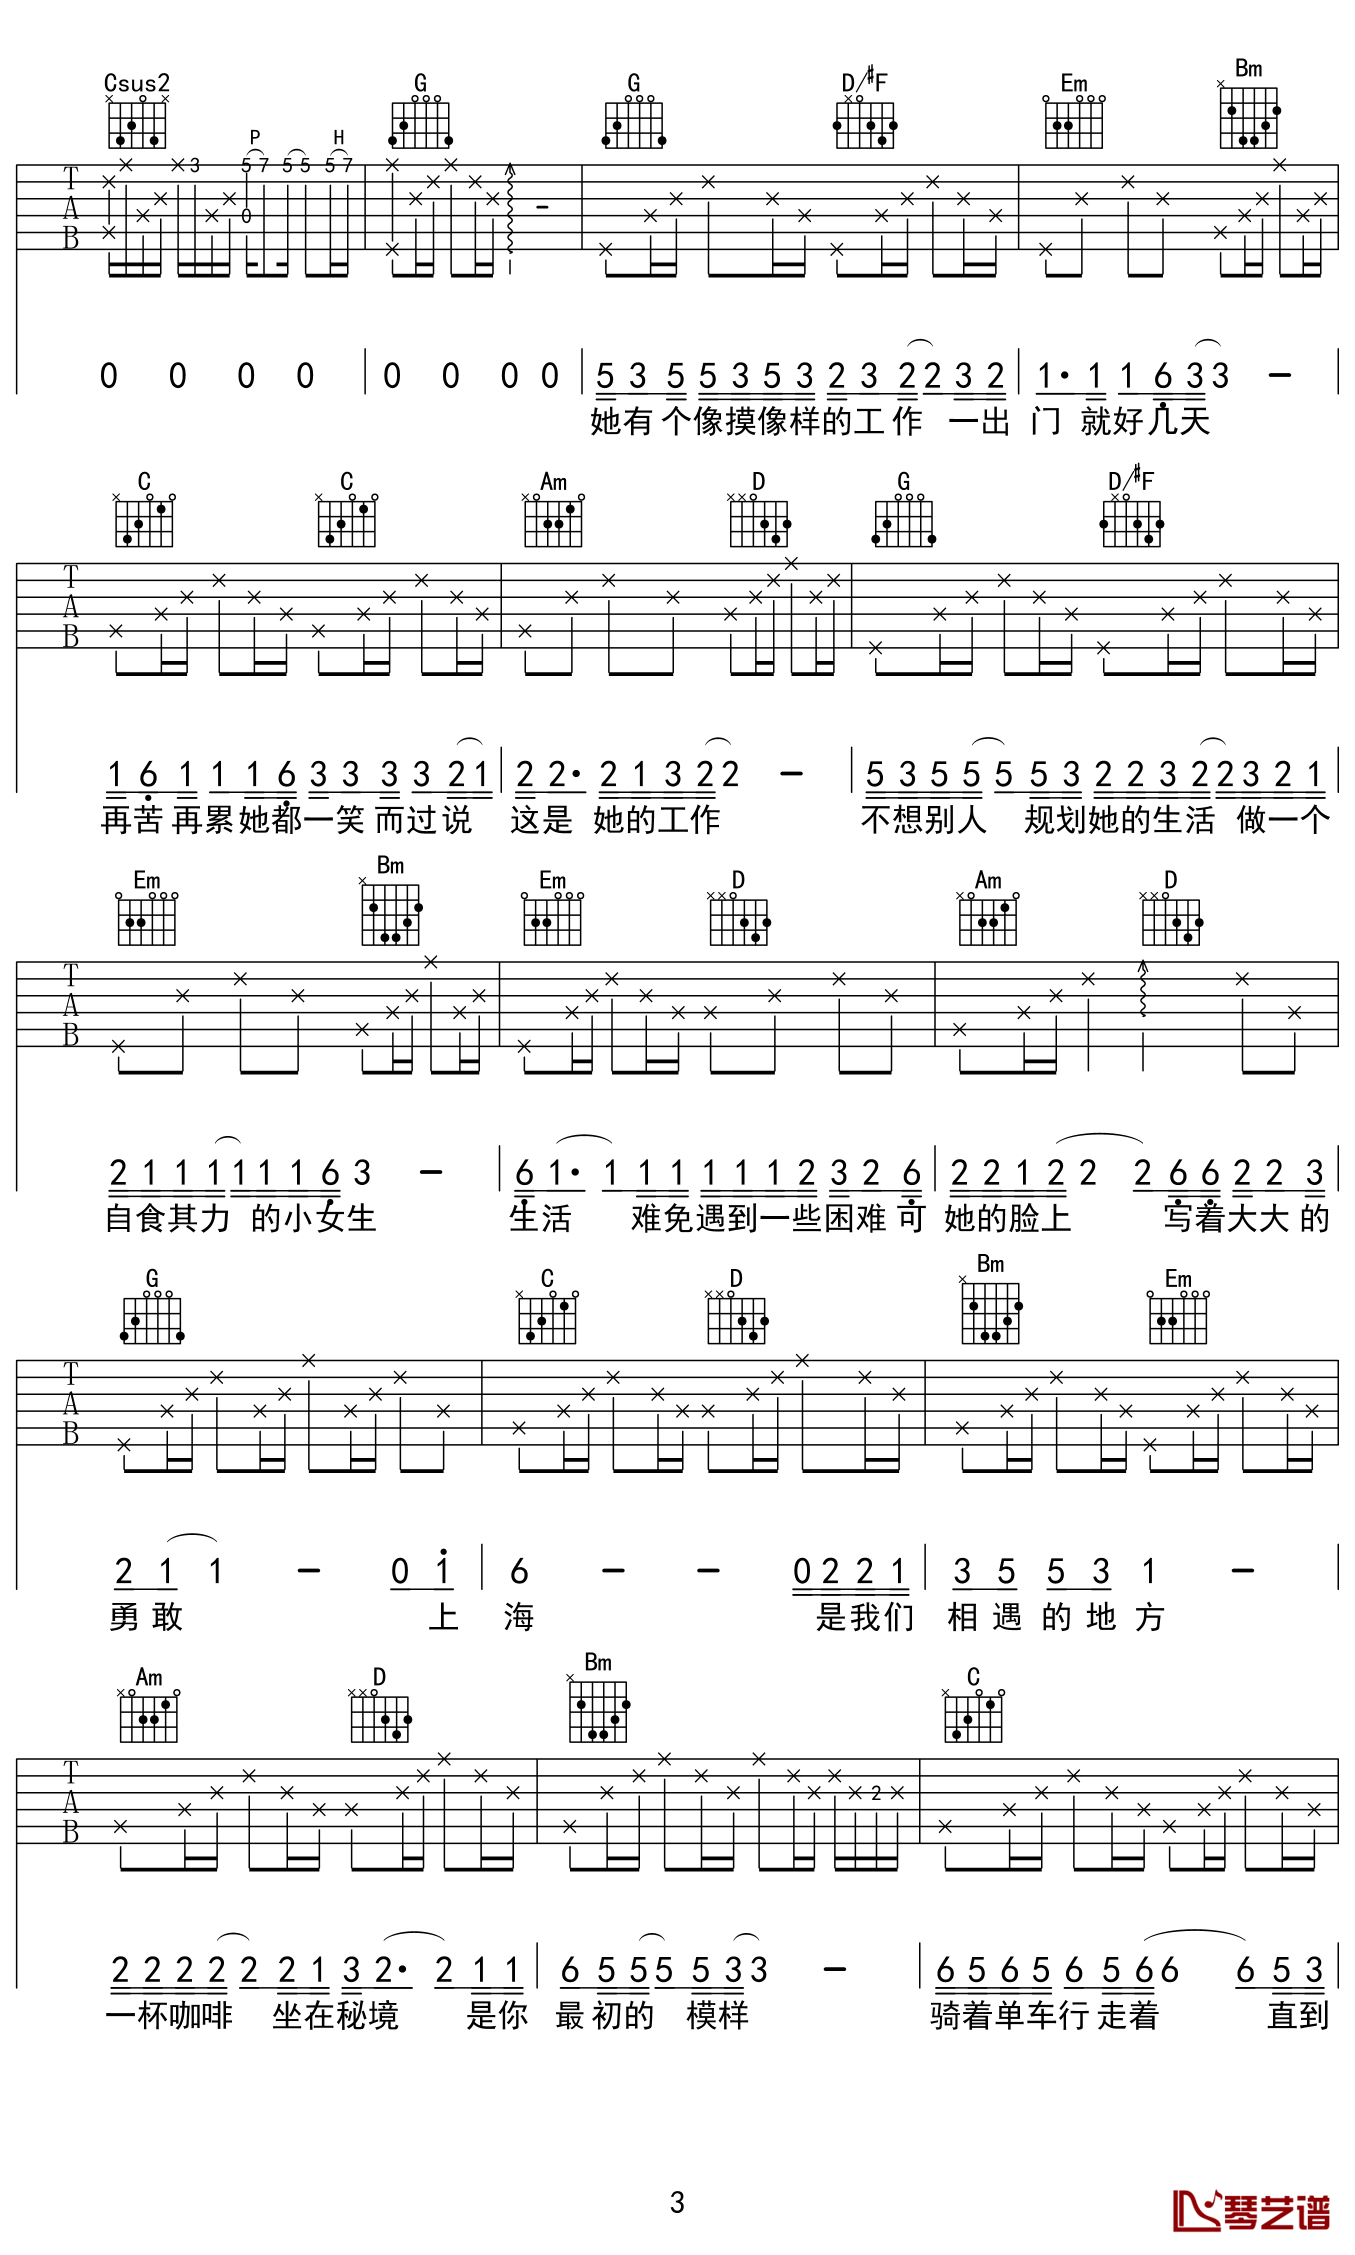 Csus2 G G D/#F Em Bm
P H
T 3 5 7 5 5 5 7
A 0
B
0 0 0 0 0 0 0 0 5 3 5 5 3 5 3 2 3 2 2 3 2 1· 1 1 6 3 3 -
她有个像摸像样的工作 一出门 就好几天
C C Am D G D/#F
T
A
B
1 6 1 1 1 6 3 3 3 3 2 1 2 2· 2 1 3 2 2 - 5 3 5 5 5 5 3 2 2 3 2 2 3 2 1
再苦再累她都一笑而过说 这是 她的工作 不想别人 规划她的生活 做一个
Em Bm Em D Am D
T
A
B
2 1 1 1 1 1 1 6 3 - 6 1· 1 1 1 1 1 1 2 3 2 6 2 2 1 2 2 2 6 6 2 2 3
自食其力 的小女生 生活 难免遇到一些困难可 她的脸上 写着大大的
G C D Bm Em
T
A
B
2 1 1 - 0 1 6 - - 0 2 2 1 3 5 5 3 1 -
勇敢 上海 是我们 相遇的地方
Am D Bm C
T
A 2
B
2 2 2 2 2 2 1 3 2· 2 1 1 6 5 5 5 5 3 3 - 6 5 6 5 6 5 6 6 6 5 3
一杯咖啡 坐在秘境 是你 最初的 模样 骑着单车行走着 直到
3
琴艺谱